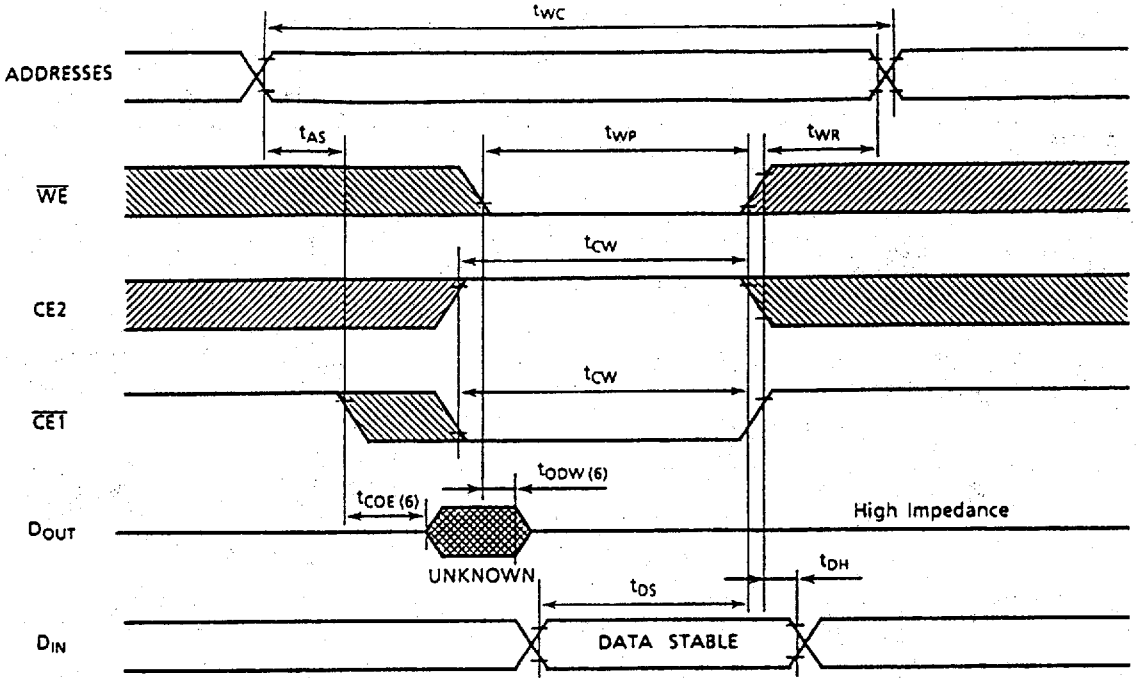 tWC
ADDRESSES
tAS
tWP
tWR
WE
tCW
CE2
tCW
CE1
tODW (6)
tCOE (6)
High Impedance
DOUT
UNKNOWN
tDH
tDS
DIN
DATA STABLE